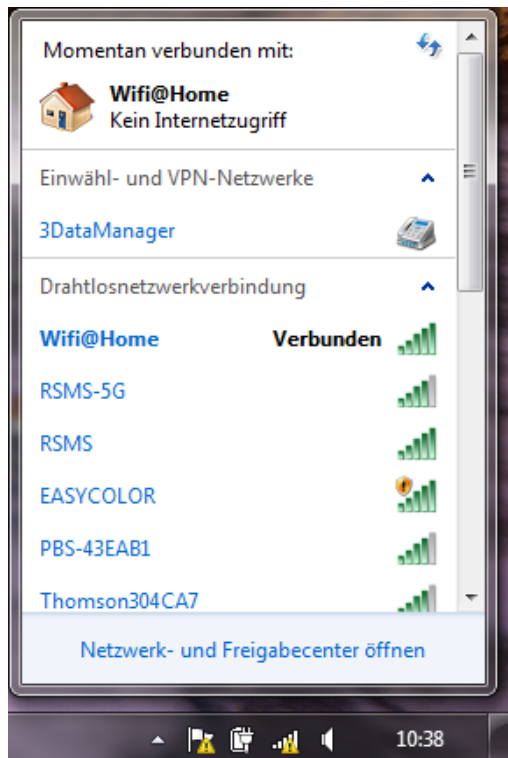 Momentan verbunden mit:
Wifi@Home
Kein Internetzugriff
Einwähl- und VPN-Netzwerke
3DataManager
Drahtlosnetzwerkverbindung
Wifi@Home Verbunden
RSMS-5G
RSMS
EASYCOLOR
PBS-43EAB1
Thomson304CA7
Netzwerk- und Freigabecenter öffnen
10:38